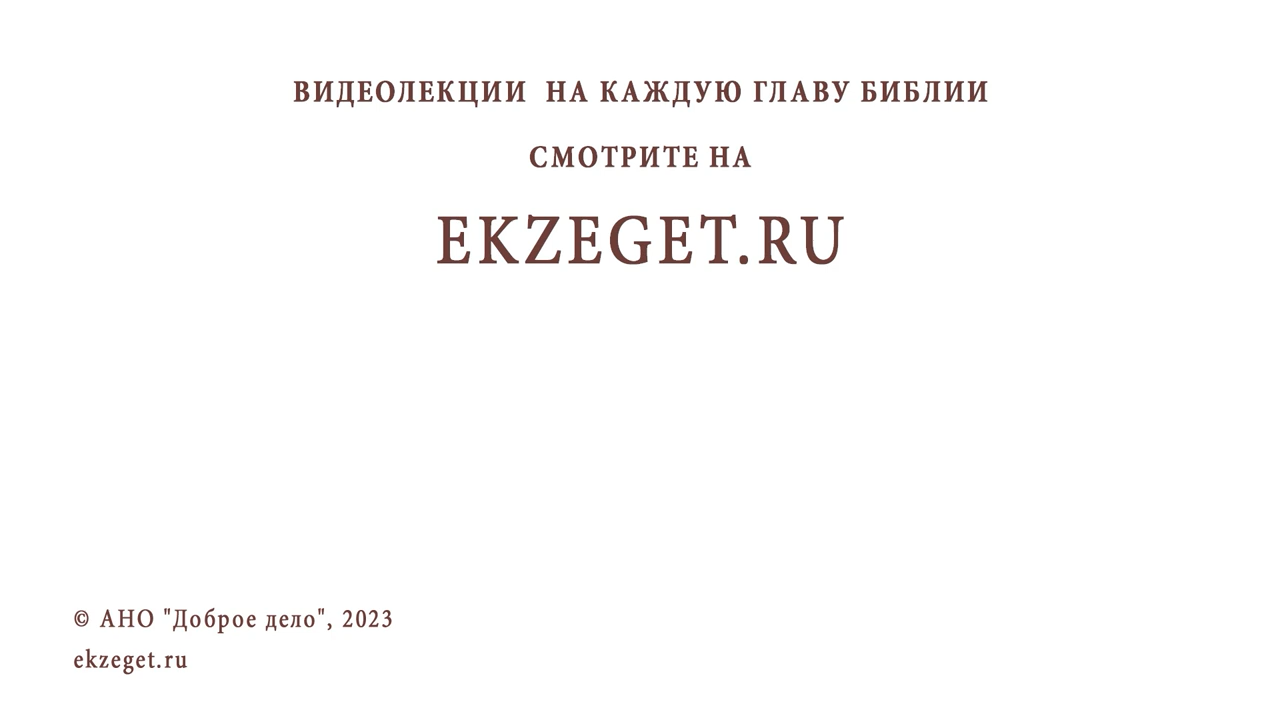 ВИДЕОЛЕКЦИИ НА КАЖДУЮ ГЛАВУ БИБЛИИ
СМОТРИТЕ НА
EKZEGET.RU
© АНО "Доброе дело", 2023
ekzeget.ru